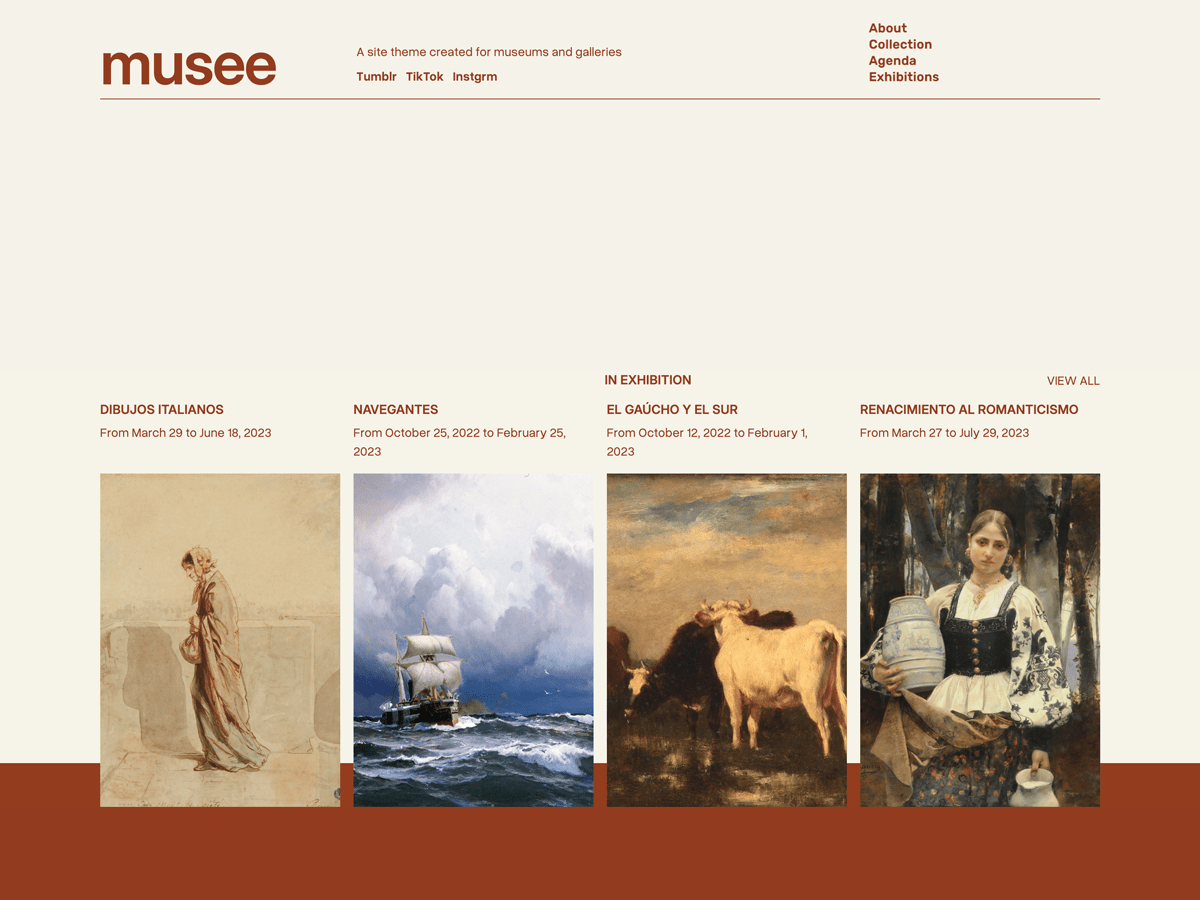 musee
A site theme created for museums and galleries
Tumblr TikTok Instgrm
About
Collection
Agenda
Exhibitions
IN EXHIBITION
VIEW ALL
DIBUJOS ITALIANOS
From March 29 to June 18, 2023
NAVEGANTES
From October 25, 2022 to February 25,
2023
EL GAÚCHO Y EL SUR
From October 12, 2022 to February 1,
2023
RENACIMIENTO AL ROMANTICISMO
From March 27 to July 29, 2023